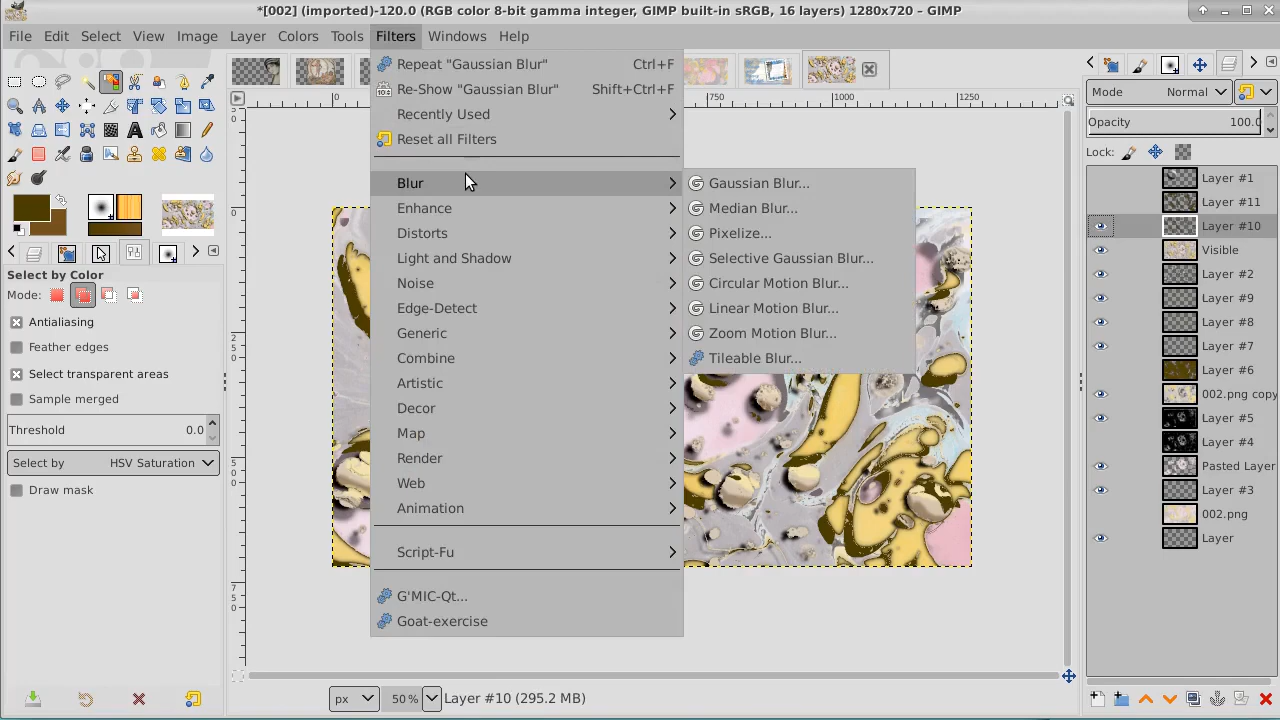 *[002] (imported)-120.0 (RGB color 8-bit gamma integer, GIMP built-in sRGB, 16 layers) 1280x720 – GIMP
File Edit Select View Image Layer Colors Tools Filters Windows Help
Repeat "Gaussian Blur" Ctrl+F
Re-Show "Gaussian Blur" Shift+Ctrl+F
Recently Used
Reset all Filters
Blur
Enhance
Distorts
Light and Shadow
Noise
Edge-Detect
Generic
Combine
Artistic
Decor
Map
Render
Web
Animation
Script-Fu
G'MIC-Qt...
Goat-exercise
Gaussian Blur...
Median Blur...
Pixelize...
Selective Gaussian Blur...
Circular Motion Blur...
Linear Motion Blur...
Zoom Motion Blur...
Tileable Blur...
Select by Color
Mode:
Antialiasing
Feather edges
Select transparent areas
Sample merged
Threshold 0.0
Select by HSV Saturation
Draw mask
0 750 1000 1250
0
250
500
750
px 50 % Layer #10 (295.2 MB)
Mode Normal
Opacity 100.0
Lock:
Layer #1
Layer #11
Layer #10
Visible
Layer #2
Layer #9
Layer #8
Layer #7
Layer #6
002.png copy
Layer #5
Layer #4
Pasted Layer
Layer #3
002.png
Layer